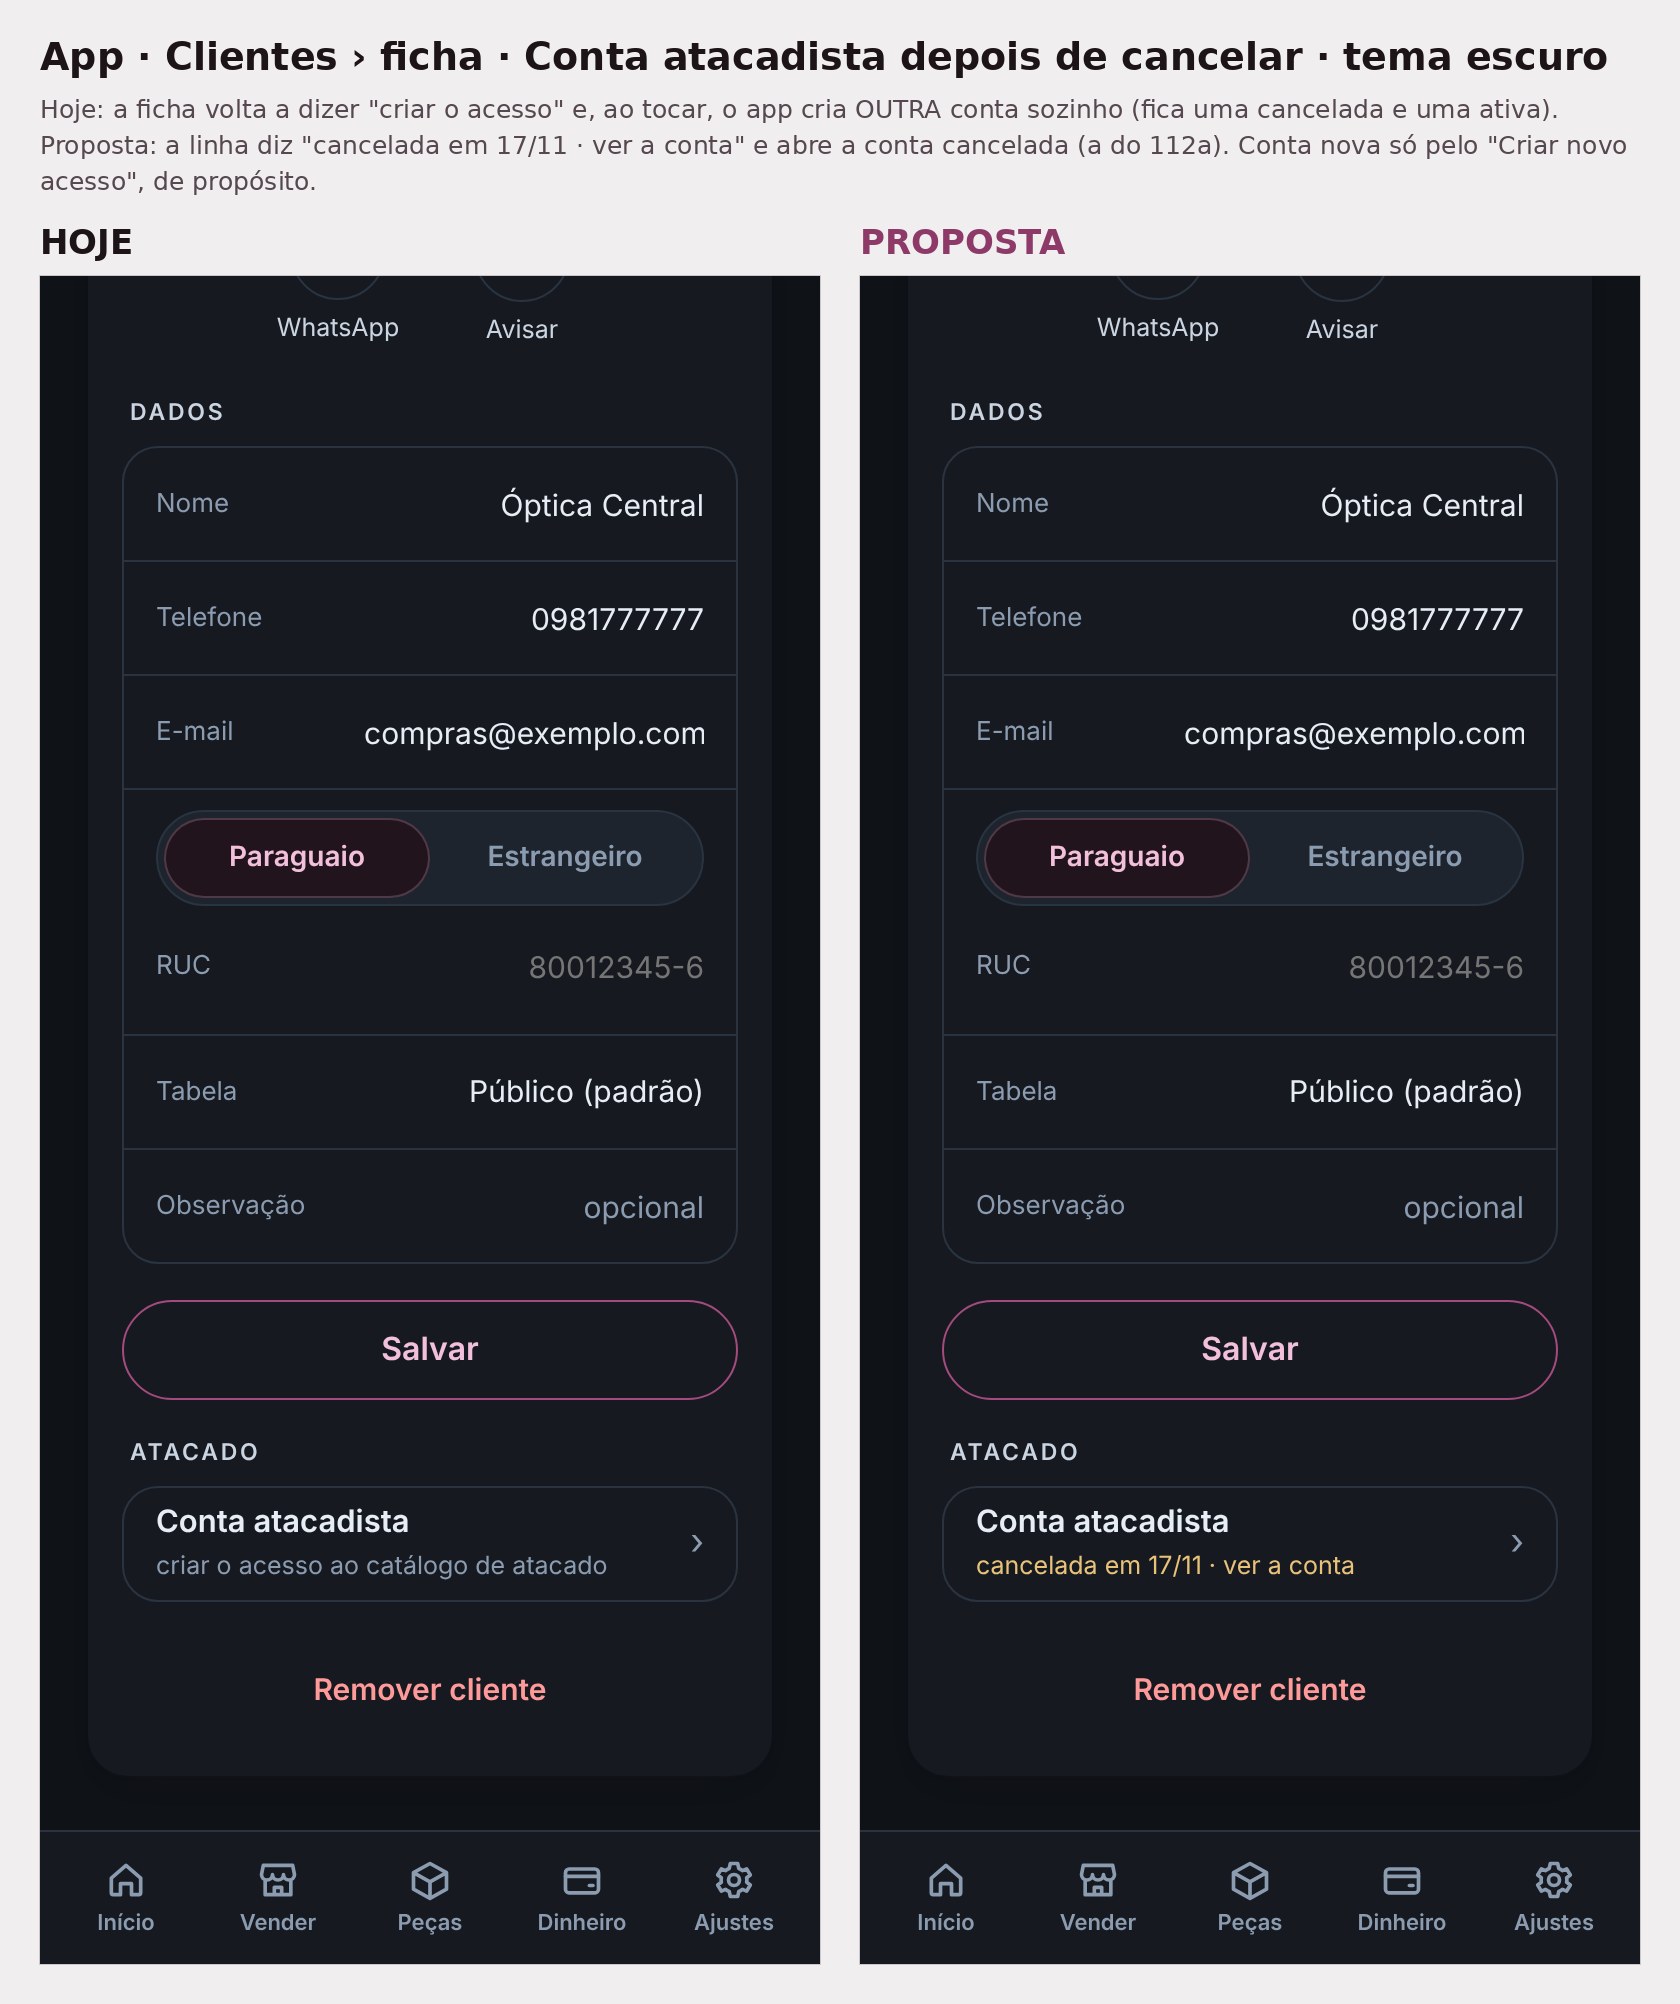 App · Clientes › ficha · Conta atacadista depois de cancelar · tema escuro
Hoje: a ficha volta a dizer "criar o acesso" e, ao tocar, o app cria OUTRA conta sozinho (fica uma cancelada e uma ativa).
Proposta: a linha diz "cancelada em 17/11 · ver a conta" e abre a conta cancelada (a do 112a). Conta nova só pelo "Criar novo
acesso", de propósito.
HOJE
WhatsApp
Avisar
DADOS
Nome
Óptica Central
Telefone
0981777777
E-mail
compras@exemplo.com
Paraguaio
Estrangeiro
RUC
80012345-6
Tabela
Público (padrão)
Observação
opcional
Salvar
ATACADO
Conta atacadista
criar o acesso ao catálogo de atacado
›
Remover cliente
Início
Vender
Peças
Dinheiro
Ajustes
PROPOSTA
WhatsApp
Avisar
DADOS
Nome
Óptica Central
Telefone
0981777777
E-mail
compras@exemplo.com
Paraguaio
Estrangeiro
RUC
80012345-6
Tabela
Público (padrão)
Observação
opcional
Salvar
ATACADO
Conta atacadista
cancelada em 17/11 · ver a conta
›
Remover cliente
Início
Vender
Peças
Dinheiro
Ajustes